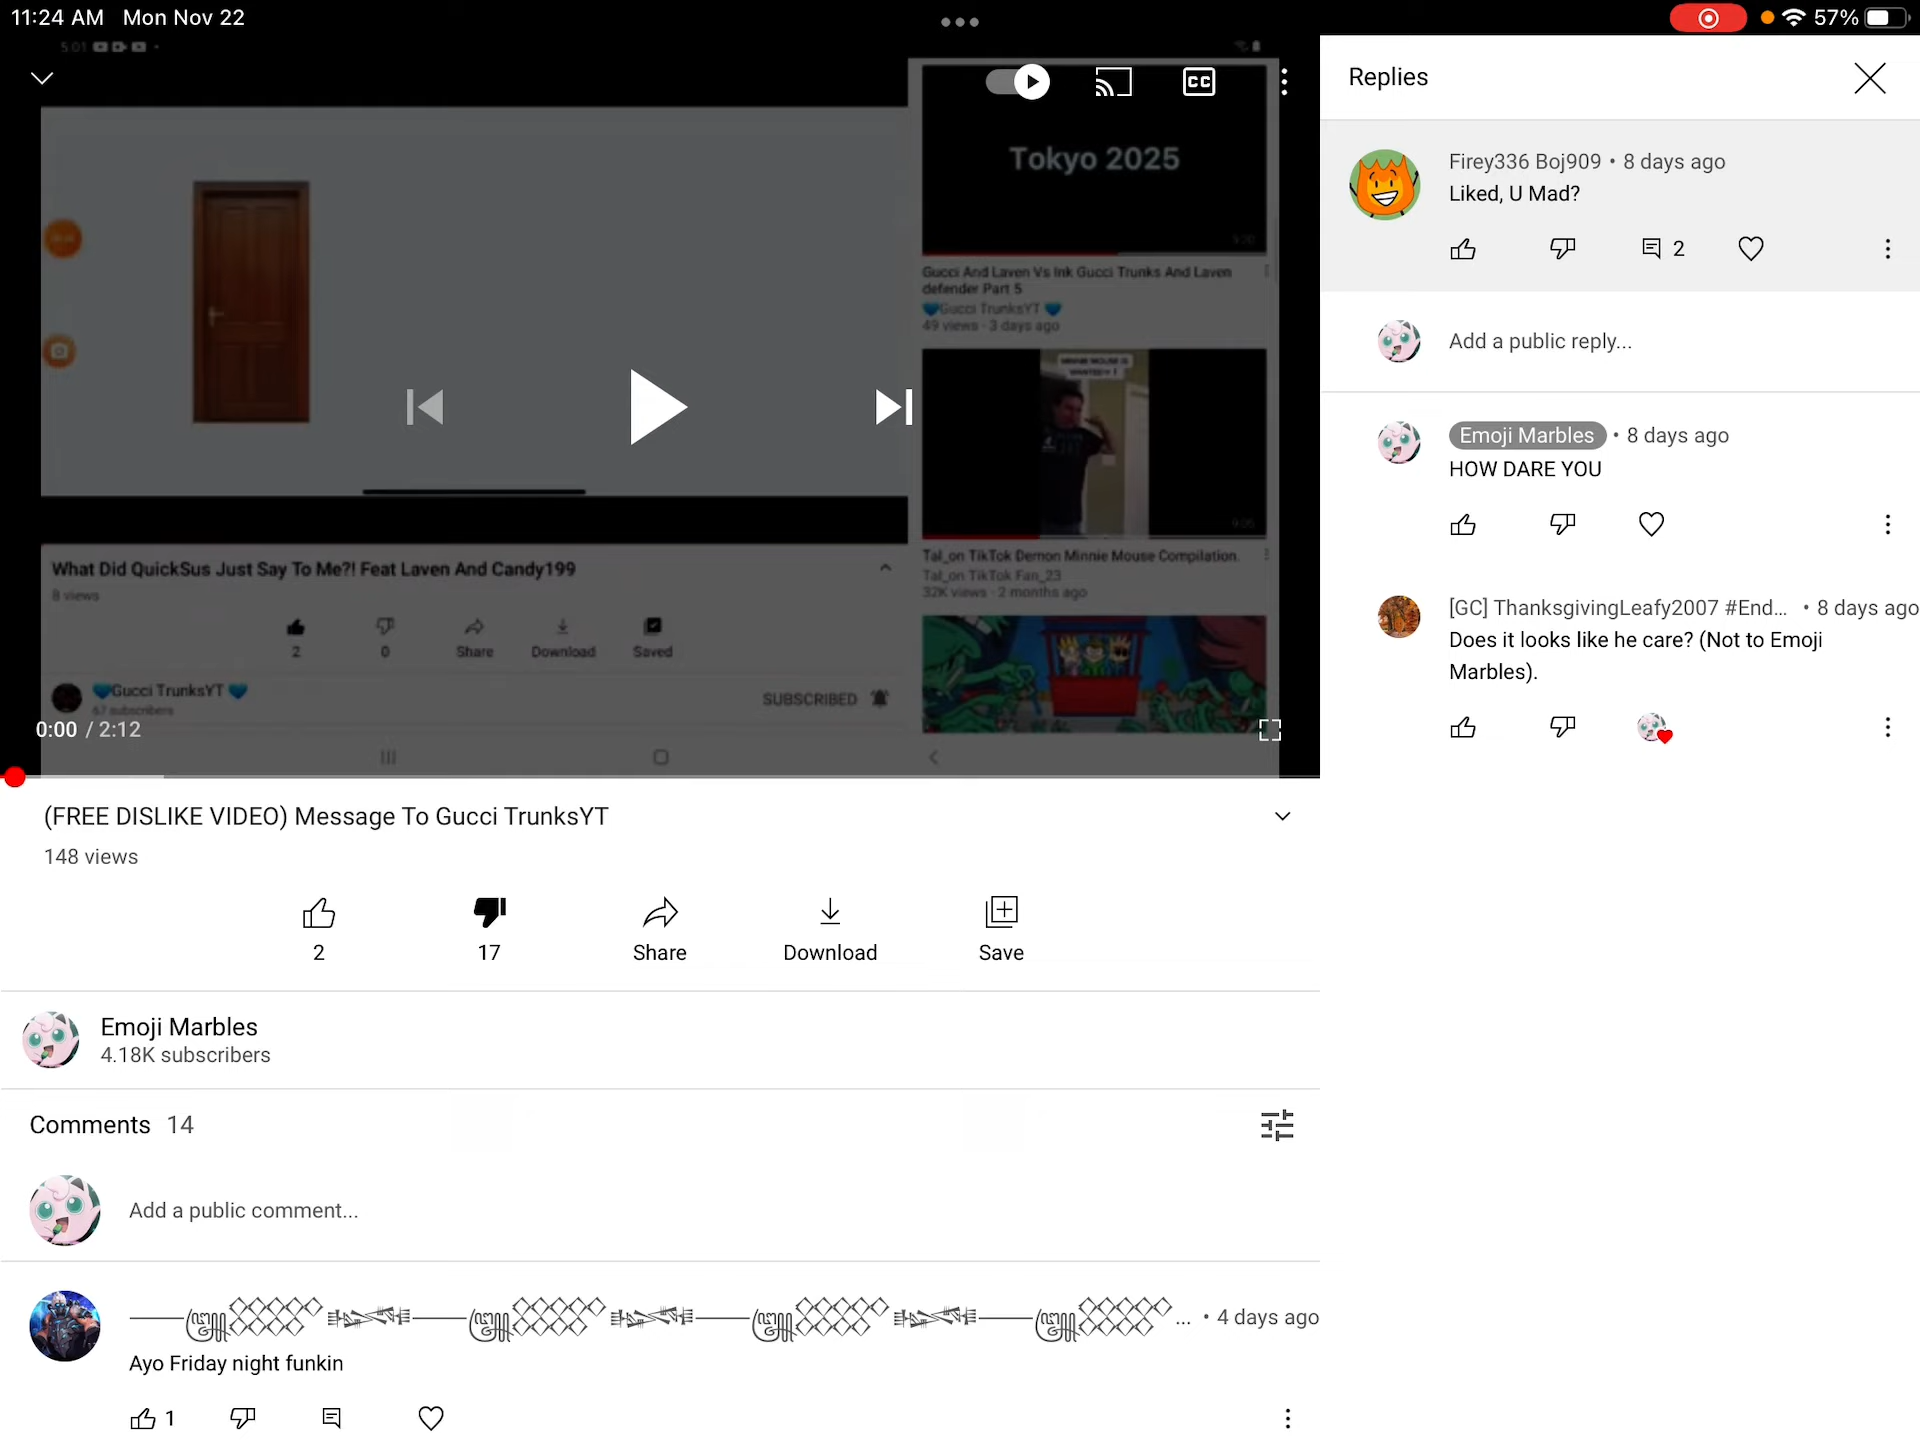 11:24 AM Mon Nov 22
57%
5:01
CC
Tokyo 2025
Gucci And Laven Vs Ink Gucci Trunks And Laven
defender Part 5
💙Gucci TrunksYT 💙
49 views · 3 days ago
9:05
Tal_on TikTok Demon Minnie Mouse Compilation.
Tal_on TikTok Fan_23
32K views · 2 months ago
What Did QuickSus Just Say To Me?! Feat Laven And Candy199
8 views
2
0
Share
Download
Saved
💙Gucci TrunksYT 💙
67 subscribers
SUBSCRIBED
0:00 / 2:12
(FREE DISLIKE VIDEO) Message To Gucci TrunksYT
148 views
2
17
Share
Download
Save
Emoji Marbles
4.18K subscribers
Comments 14
Add a public comment...
... • 4 days ago
Ayo Friday night funkin
1
Replies
Firey336 Boj909 • 8 days ago
Liked, U Mad?
2
Add a public reply...
Emoji Marbles • 8 days ago
HOW DARE YOU
[GC] ThanksgivingLeafy2007 #End... • 8 days ago
Does it looks like he care? (Not to Emoji
Marbles).